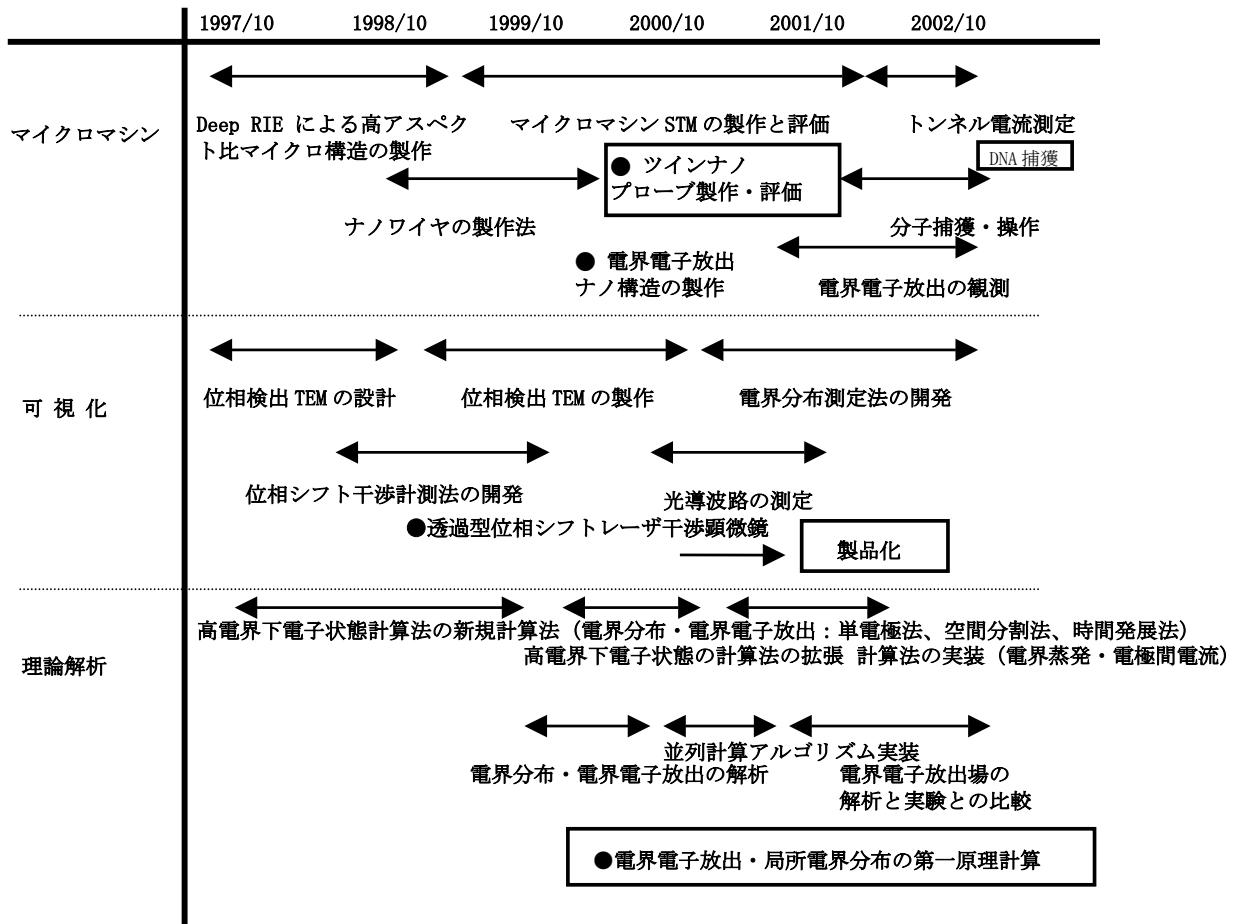 1997/10 1998/10 1999/10 2000/10 2001/10 2002/10
マイクロマシン
Deep RIE による高アスペク
ト比マイクロ構造の製作
マイクロマシン STM の製作と評価
トンネル電流測定
DNA 捕獲
● ツインナノ
プローブ製作・評価
ナノワイヤの製作法
分子捕獲・操作
● 電界電子放出
ナノ構造の製作
電界電子放出の観測
可 視 化
位相検出 TEM の設計
位相検出 TEM の製作
電界分布測定法の開発
位相シフト干渉計測法の開発
光導波路の測定
●透過型位相シフトレーザ干渉顕微鏡
製品化
理論解析
高電界下電子状態計算法の新規計算法（電界分布・電界電子放出：単電極法、空間分割法、時間発展法）
高電界下電子状態の計算法の拡張 計算法の実装（電界蒸発・電極間電流）
並列計算アルゴリズム実装
電界分布・電界電子放出の解析
電界電子放出場の
解析と実験との比較
●電界電子放出・局所電界分布の第一原理計算